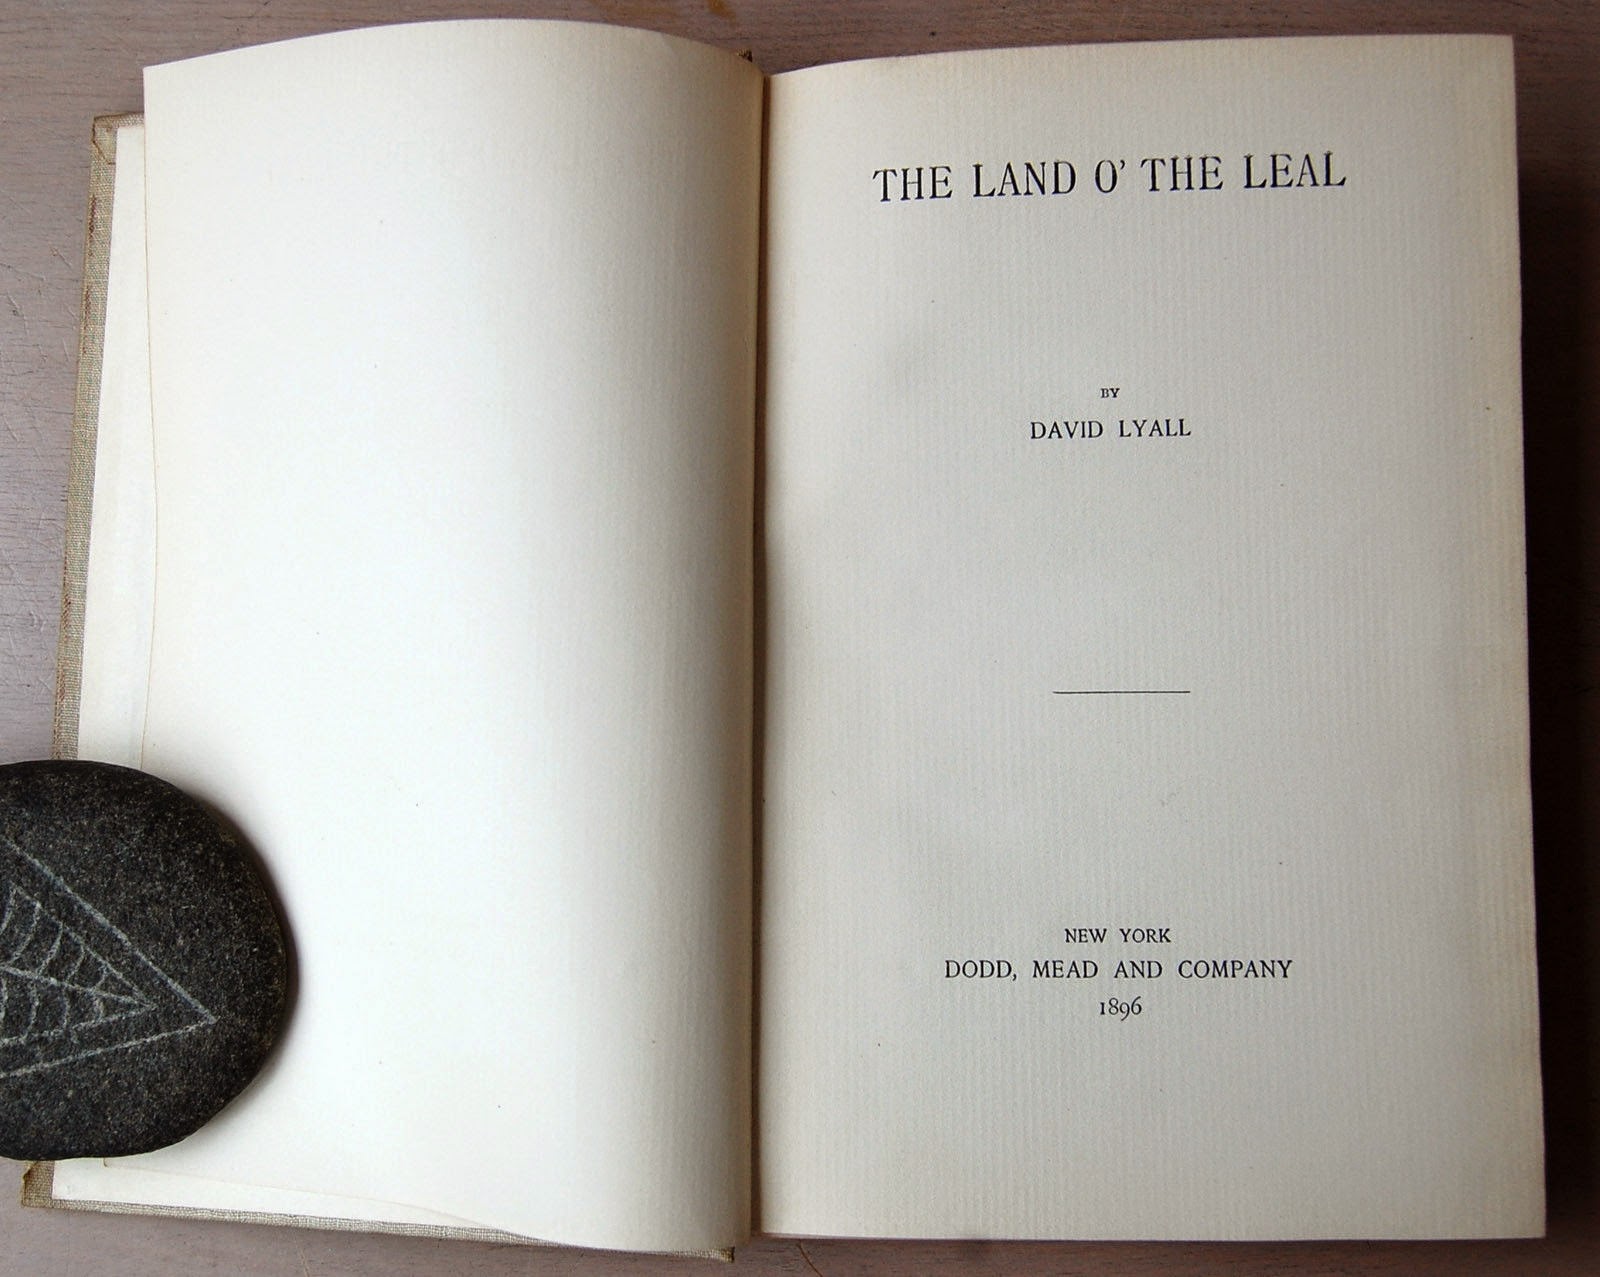 THE LAND O' THE LEAL
BY
DAVID LYALL
NEW YORK
DODD, MEAD AND COMPANY
1896